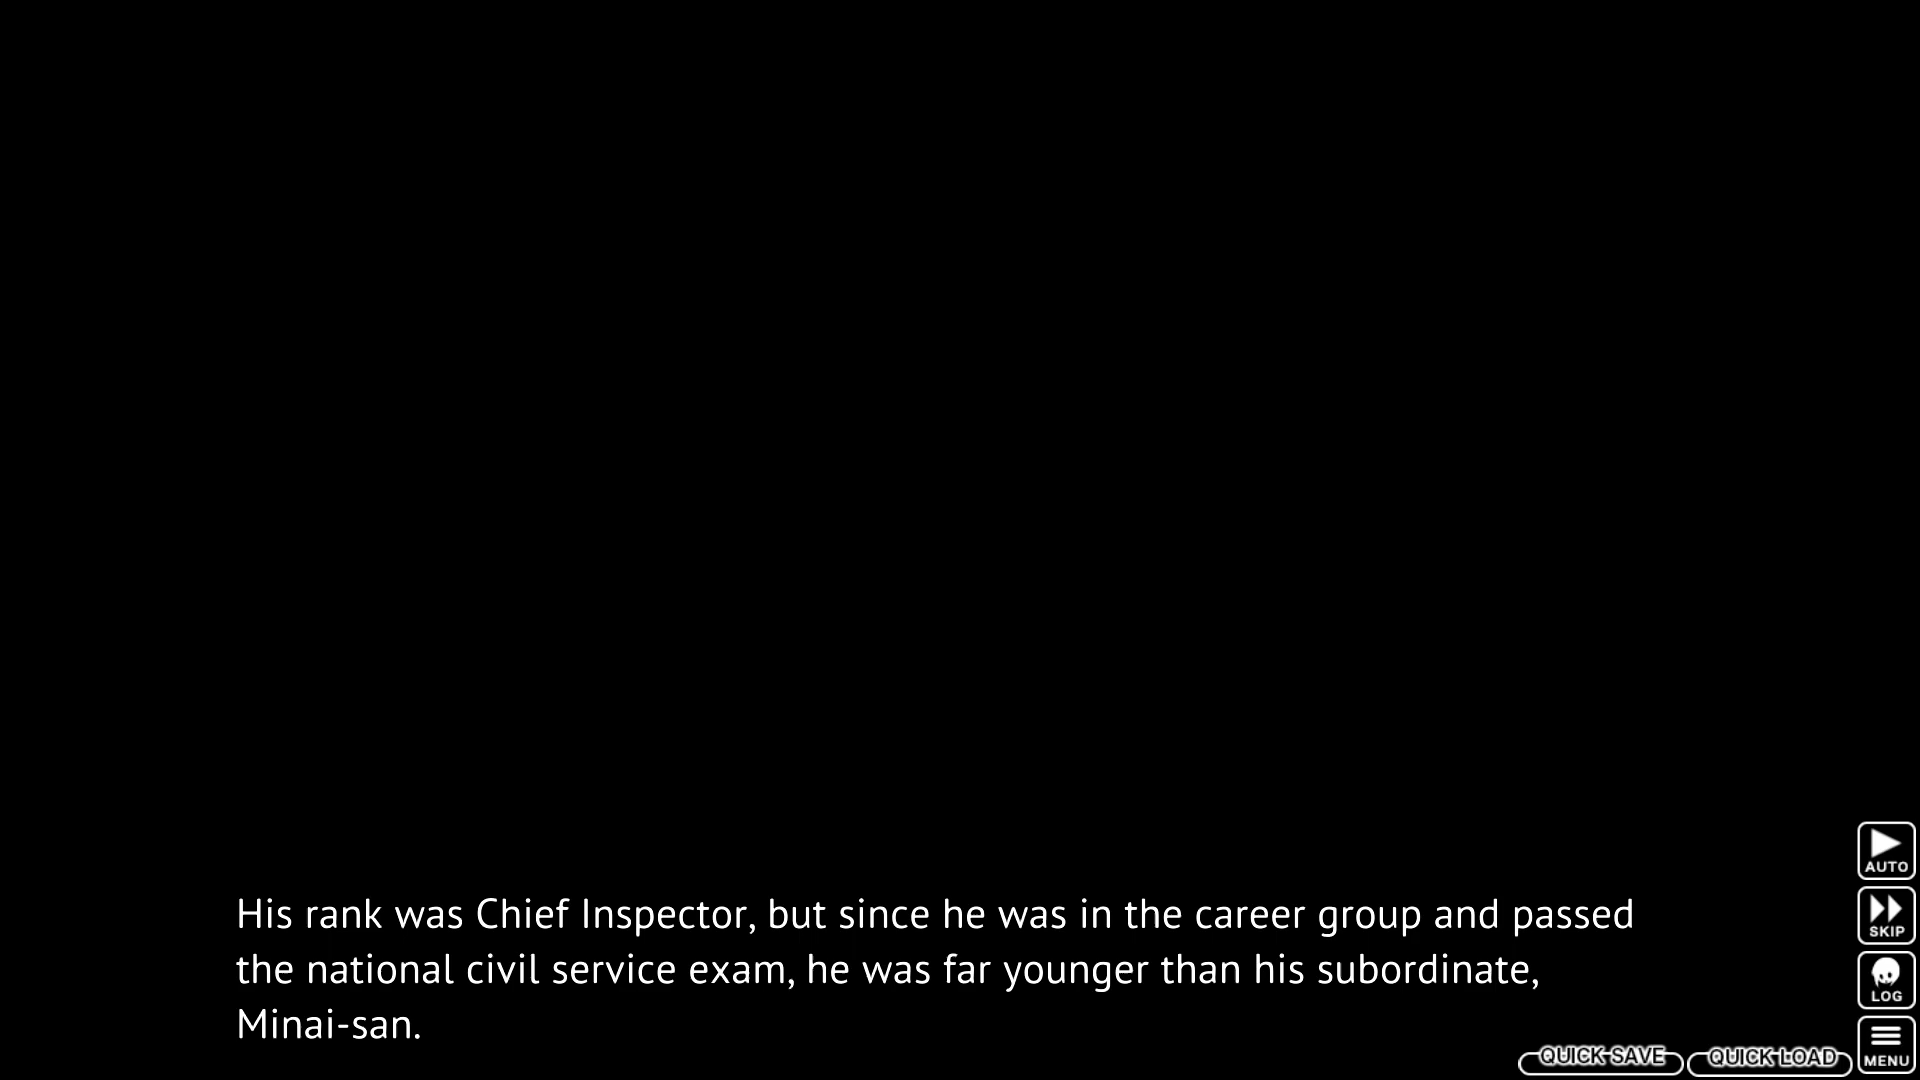 His rank was Chief Inspector, but since he was in the career group and passed
the national civil service exam, he was far younger than his subordinate,
Minai-san.
AUTO
SKIP
LOG
MENU
QUICK SAVE
QUICK LOAD